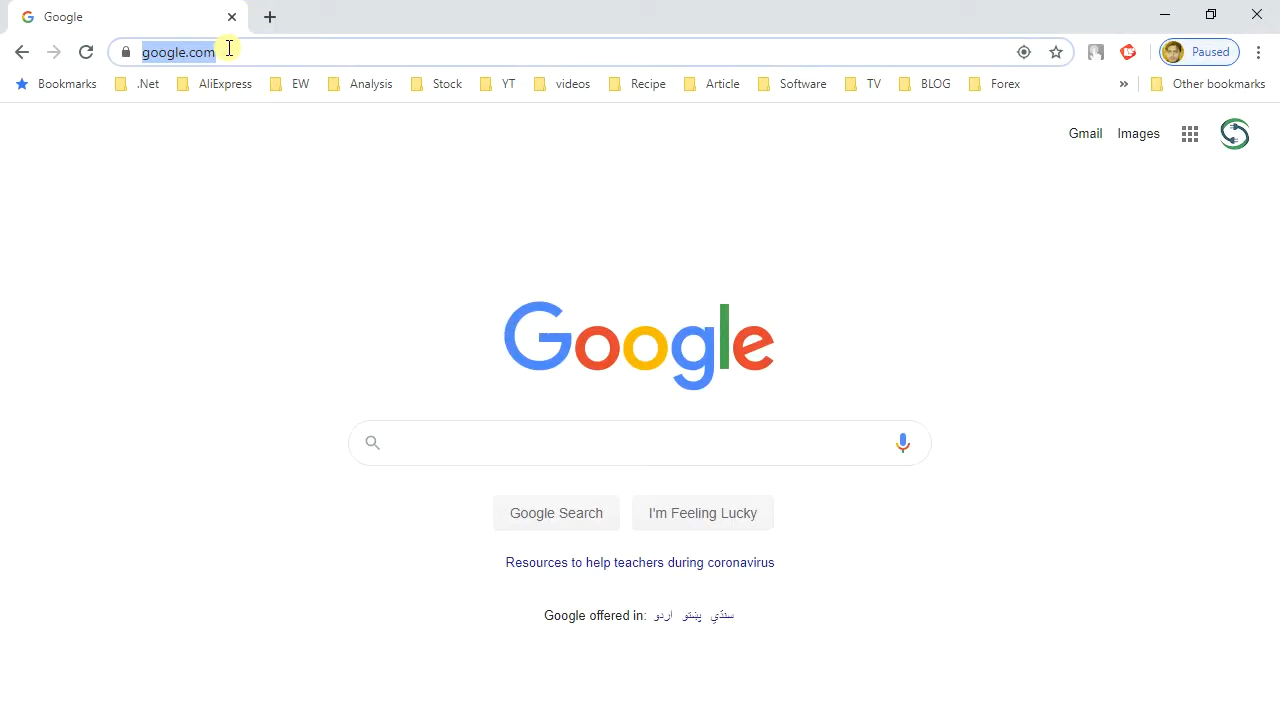 Google
google.com
Paused
Bookmarks .Net AliExpress EW Analysis Stock YT videos Recipe Article Software TV BLOG Forex » Other bookmarks
Gmail Images
Google
Google Search I'm Feeling Lucky
Resources to help teachers during coronavirus
Google offered in: اردو پښتو سنڌي